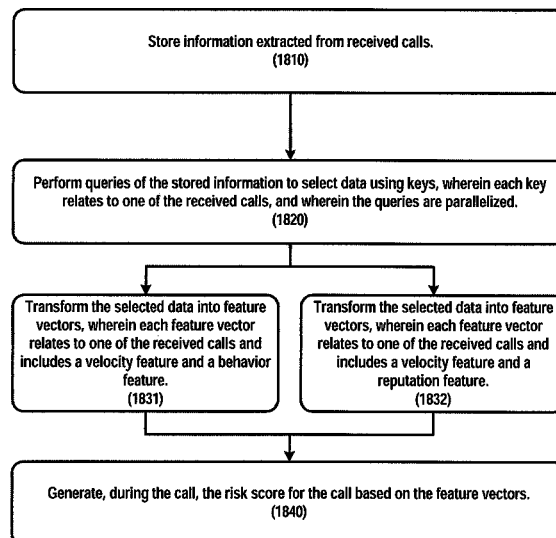 Store information extracted from received calls.
(1810)
Perform queries of the stored information to select data using keys, wherein each key
relates to one of the received calls, and wherein the queries are parallelized.
(1820)
Transform the selected data into feature
vectors, wherein each feature vector
relates to one of the received calls and
includes a velocity feature and a behavior
feature.
(1831)
Transform the selected data into feature
vectors, wherein each feature vector
relates to one of the received calls and
includes a velocity feature and a
reputation feature.
(1832)
Generate, during the call, the risk score for the call based on the feature vectors.
(1840)